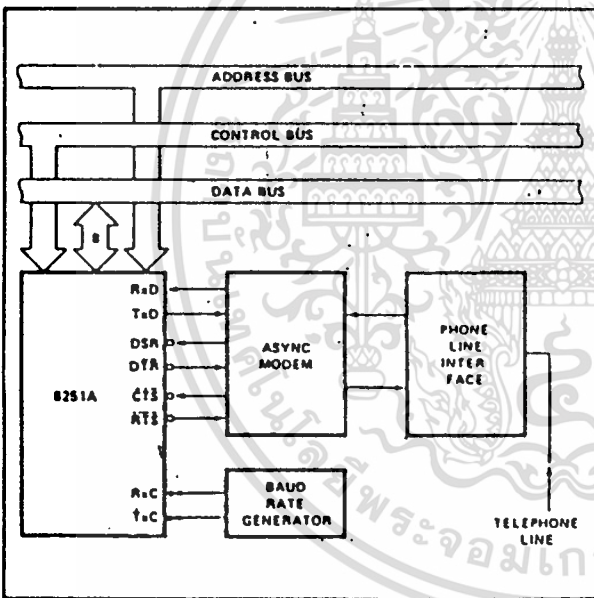 ADDRESS BUS
CONTROL BUS
DATA BUS
8
8251A
RxD
TxD
DSR
DTR
CTS
RTS
RxC
TxC
ASYNC
MODEM
PHONE
LINE
INTER
FACE
BAUD
RATE
GENERATOR
TELEPHONE
LINE